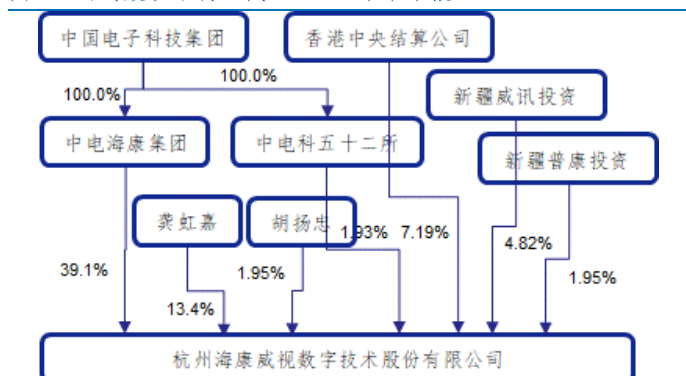 中国电子科技集团
香港中央结算公司
100.0%
100.0%
新疆威讯投资
中电海康集团
中电科五十二所
新疆普康投资
龚虹嘉
胡扬忠
1.93%
7.19%
4.82%
39.1%
1.95%
1.95%
13.4%
杭州海康威视数字技术股份有限公司